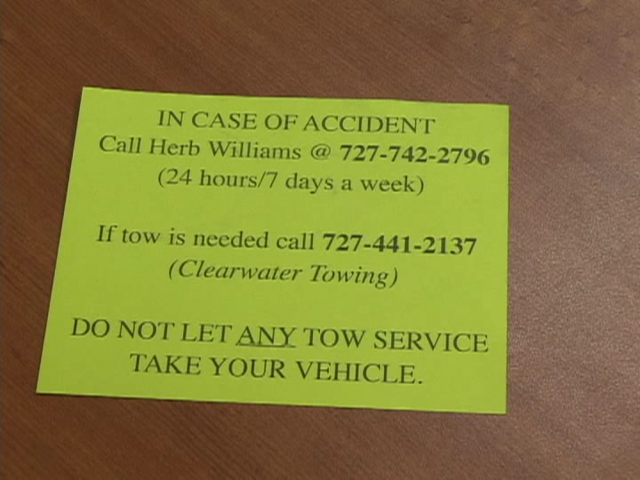 IN CASE OF ACCIDENT
Call Herb Williams @ 727-742-2796
(24 hours/7 days a week)
If tow is needed call 727-441-2137
(Clearwater Towing)
DO NOT LET ANY TOW SERVICE
TAKE YOUR VEHICLE.